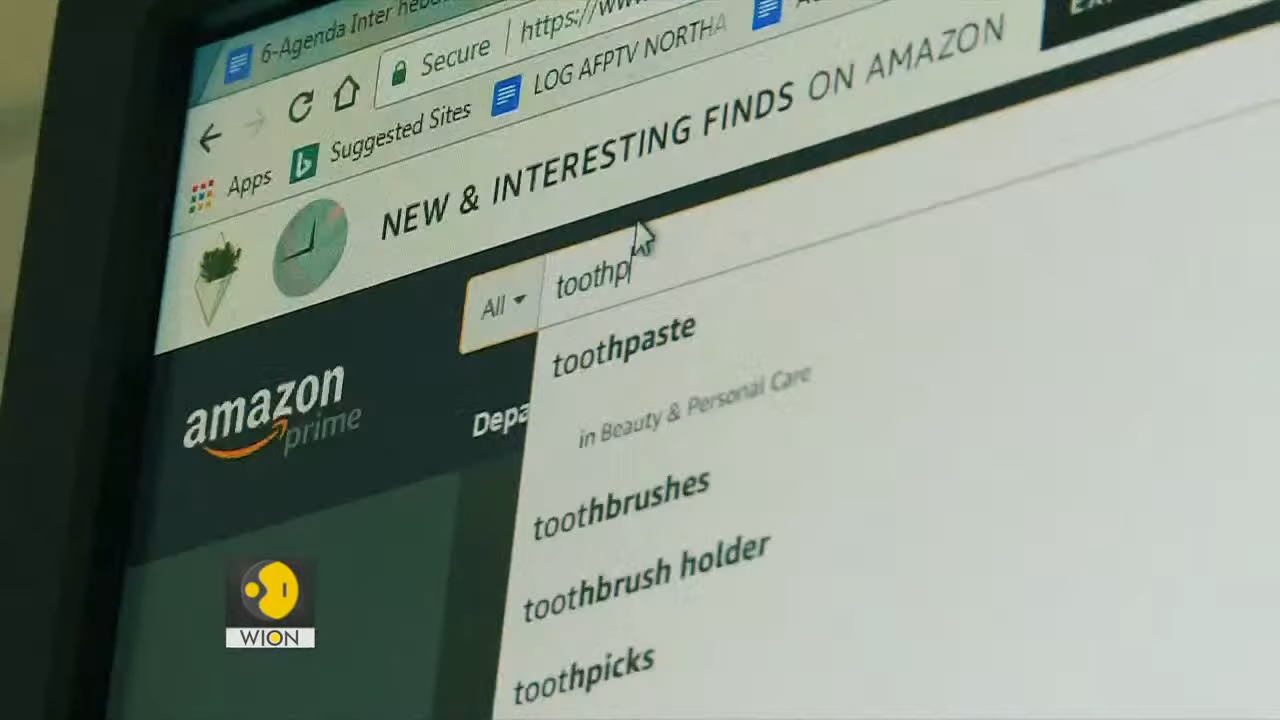 6-Agenda Inter
Secure
https://
Apps
Suggested Sites
LOG AFPTV NORTHA
NEW & INTERESTING FINDS ON AMAZON
All
toothp
amazon
prime
Depa
toothpaste
in Beauty & Personal Care
toothbrushes
toothbrush holder
toothpicks
WION